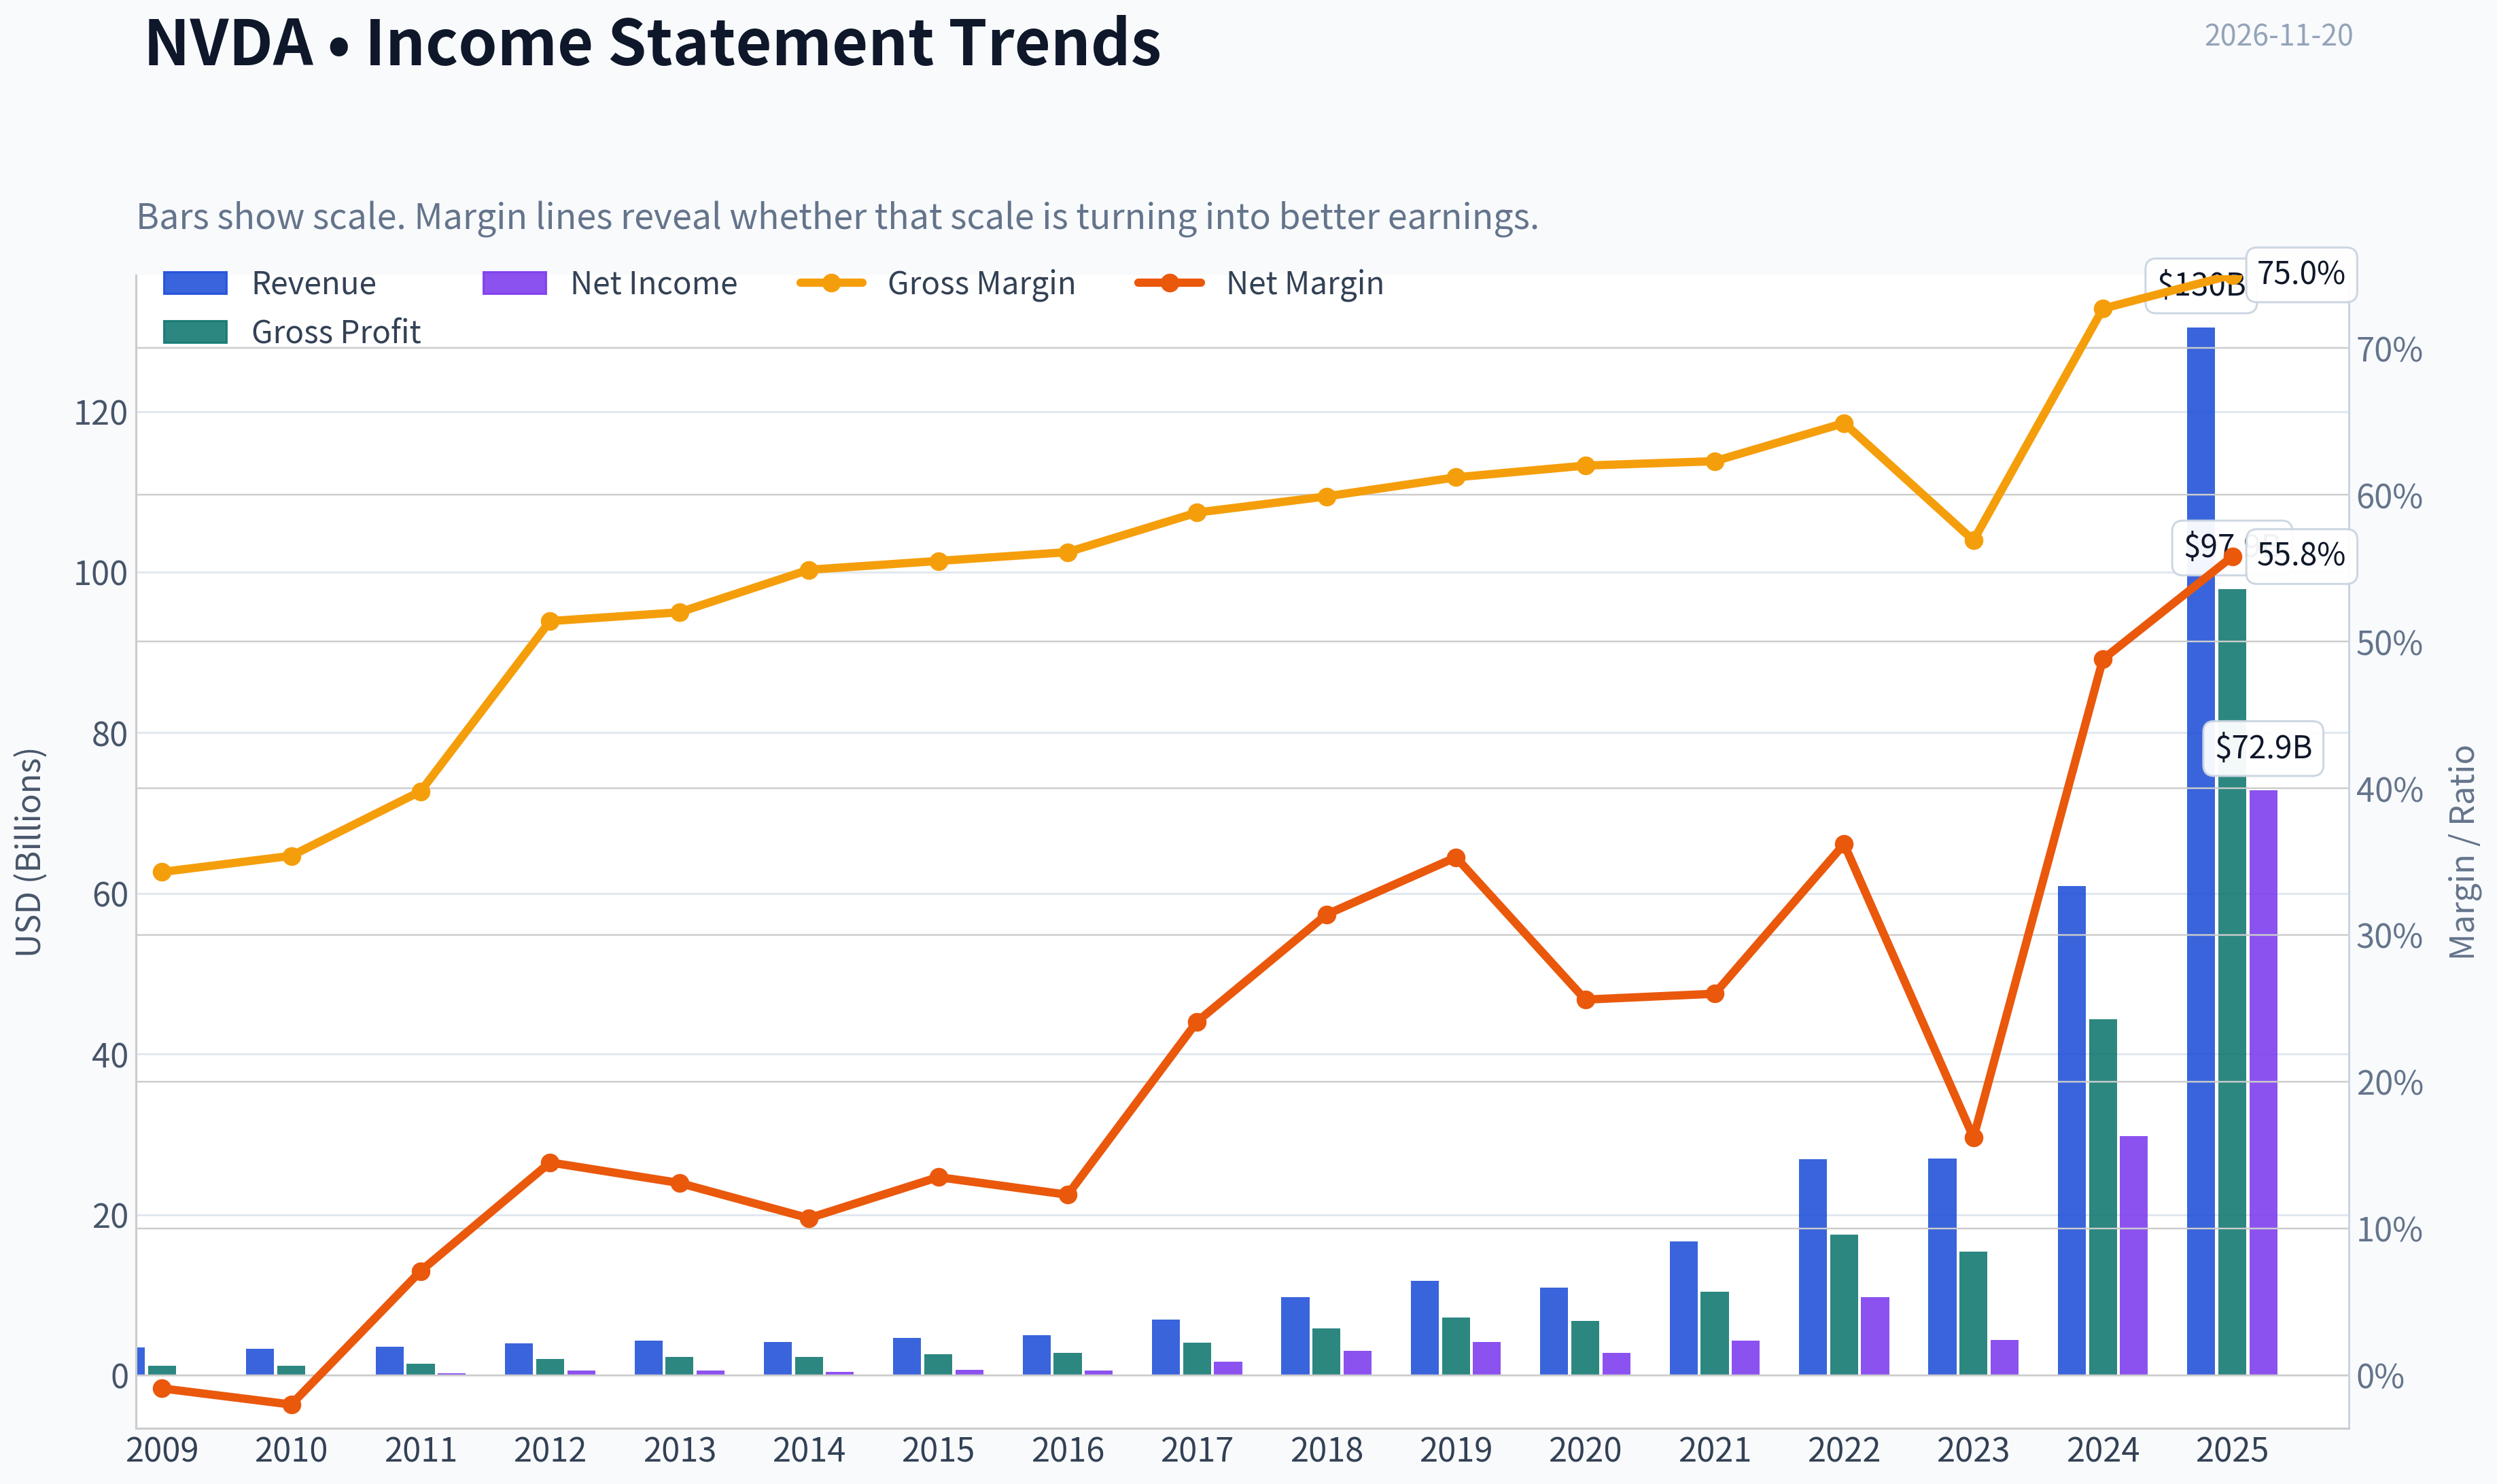 NVDA • Income Statement Trends
2026-11-20
Bars show scale. Margin lines reveal whether that scale is turning into better earnings.
Revenue
Net Income
Gross Margin
Net Margin
Gross Profit
$130B
75.0%
$97.
55.8%
$72.9B
USD (Billions)
120
100
80
60
40
20
0
Margin / Ratio
70%
60%
50%
40%
30%
20%
10%
0%
2009 2010 2011 2012 2013 2014 2015 2016 2017 2018 2019 2020 2021 2022 2023 2024 2025